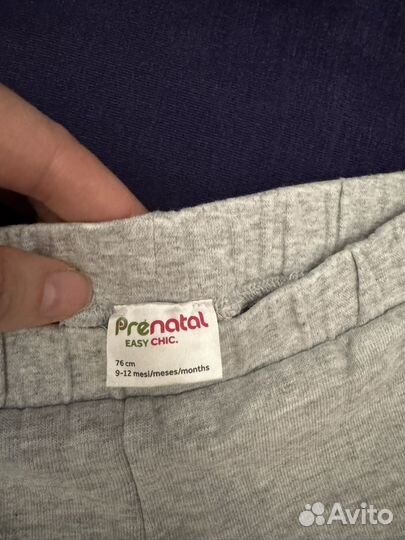 Prénatal
EASY CHIC.
76 cm
9-12 mesi/meses/months
Avito